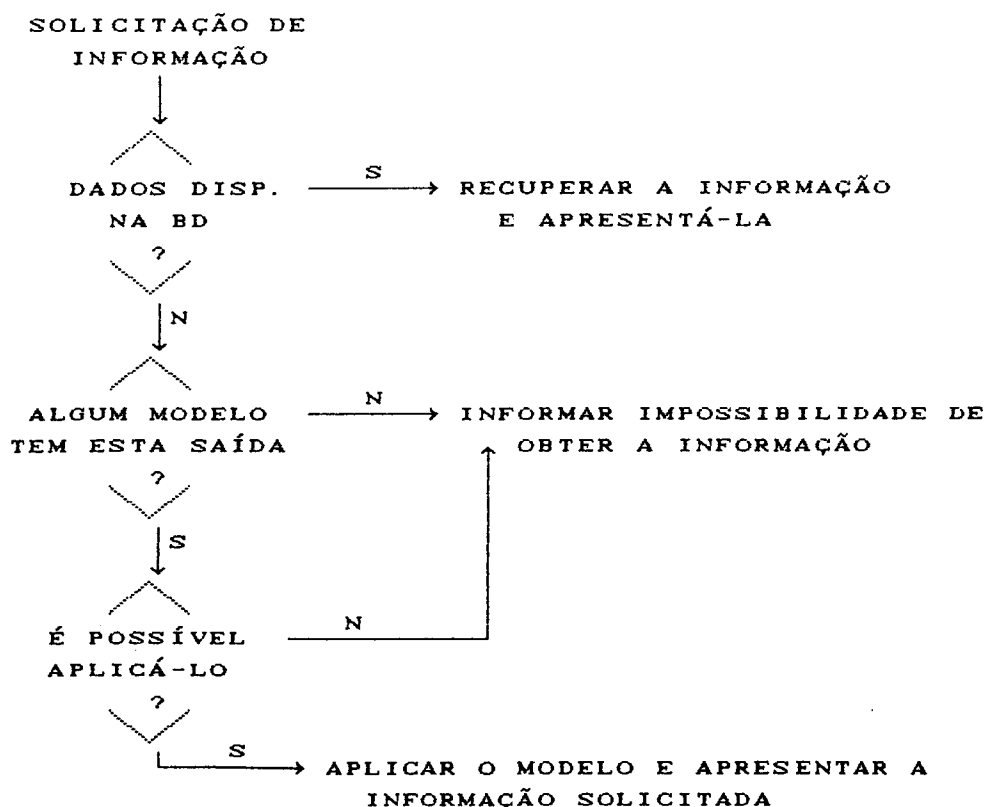 SOLICITAÇÃO DE
INFORMAÇÃO
DADOS DISP.
NA BD
?
S
RECUPERAR A INFORMAÇÃO
E APRESENTÁ-LA
N
ALGUM MODELO
TEM ESTA SAÍDA
?
N
INFORMAR IMPOSSIBILIDADE DE
OBTER A INFORMAÇÃO
S
É POSSÍVEL
APLICÁ-LO
?
N
S
APLICAR O MODELO E APRESENTAR A
INFORMAÇÃO SOLICITADA